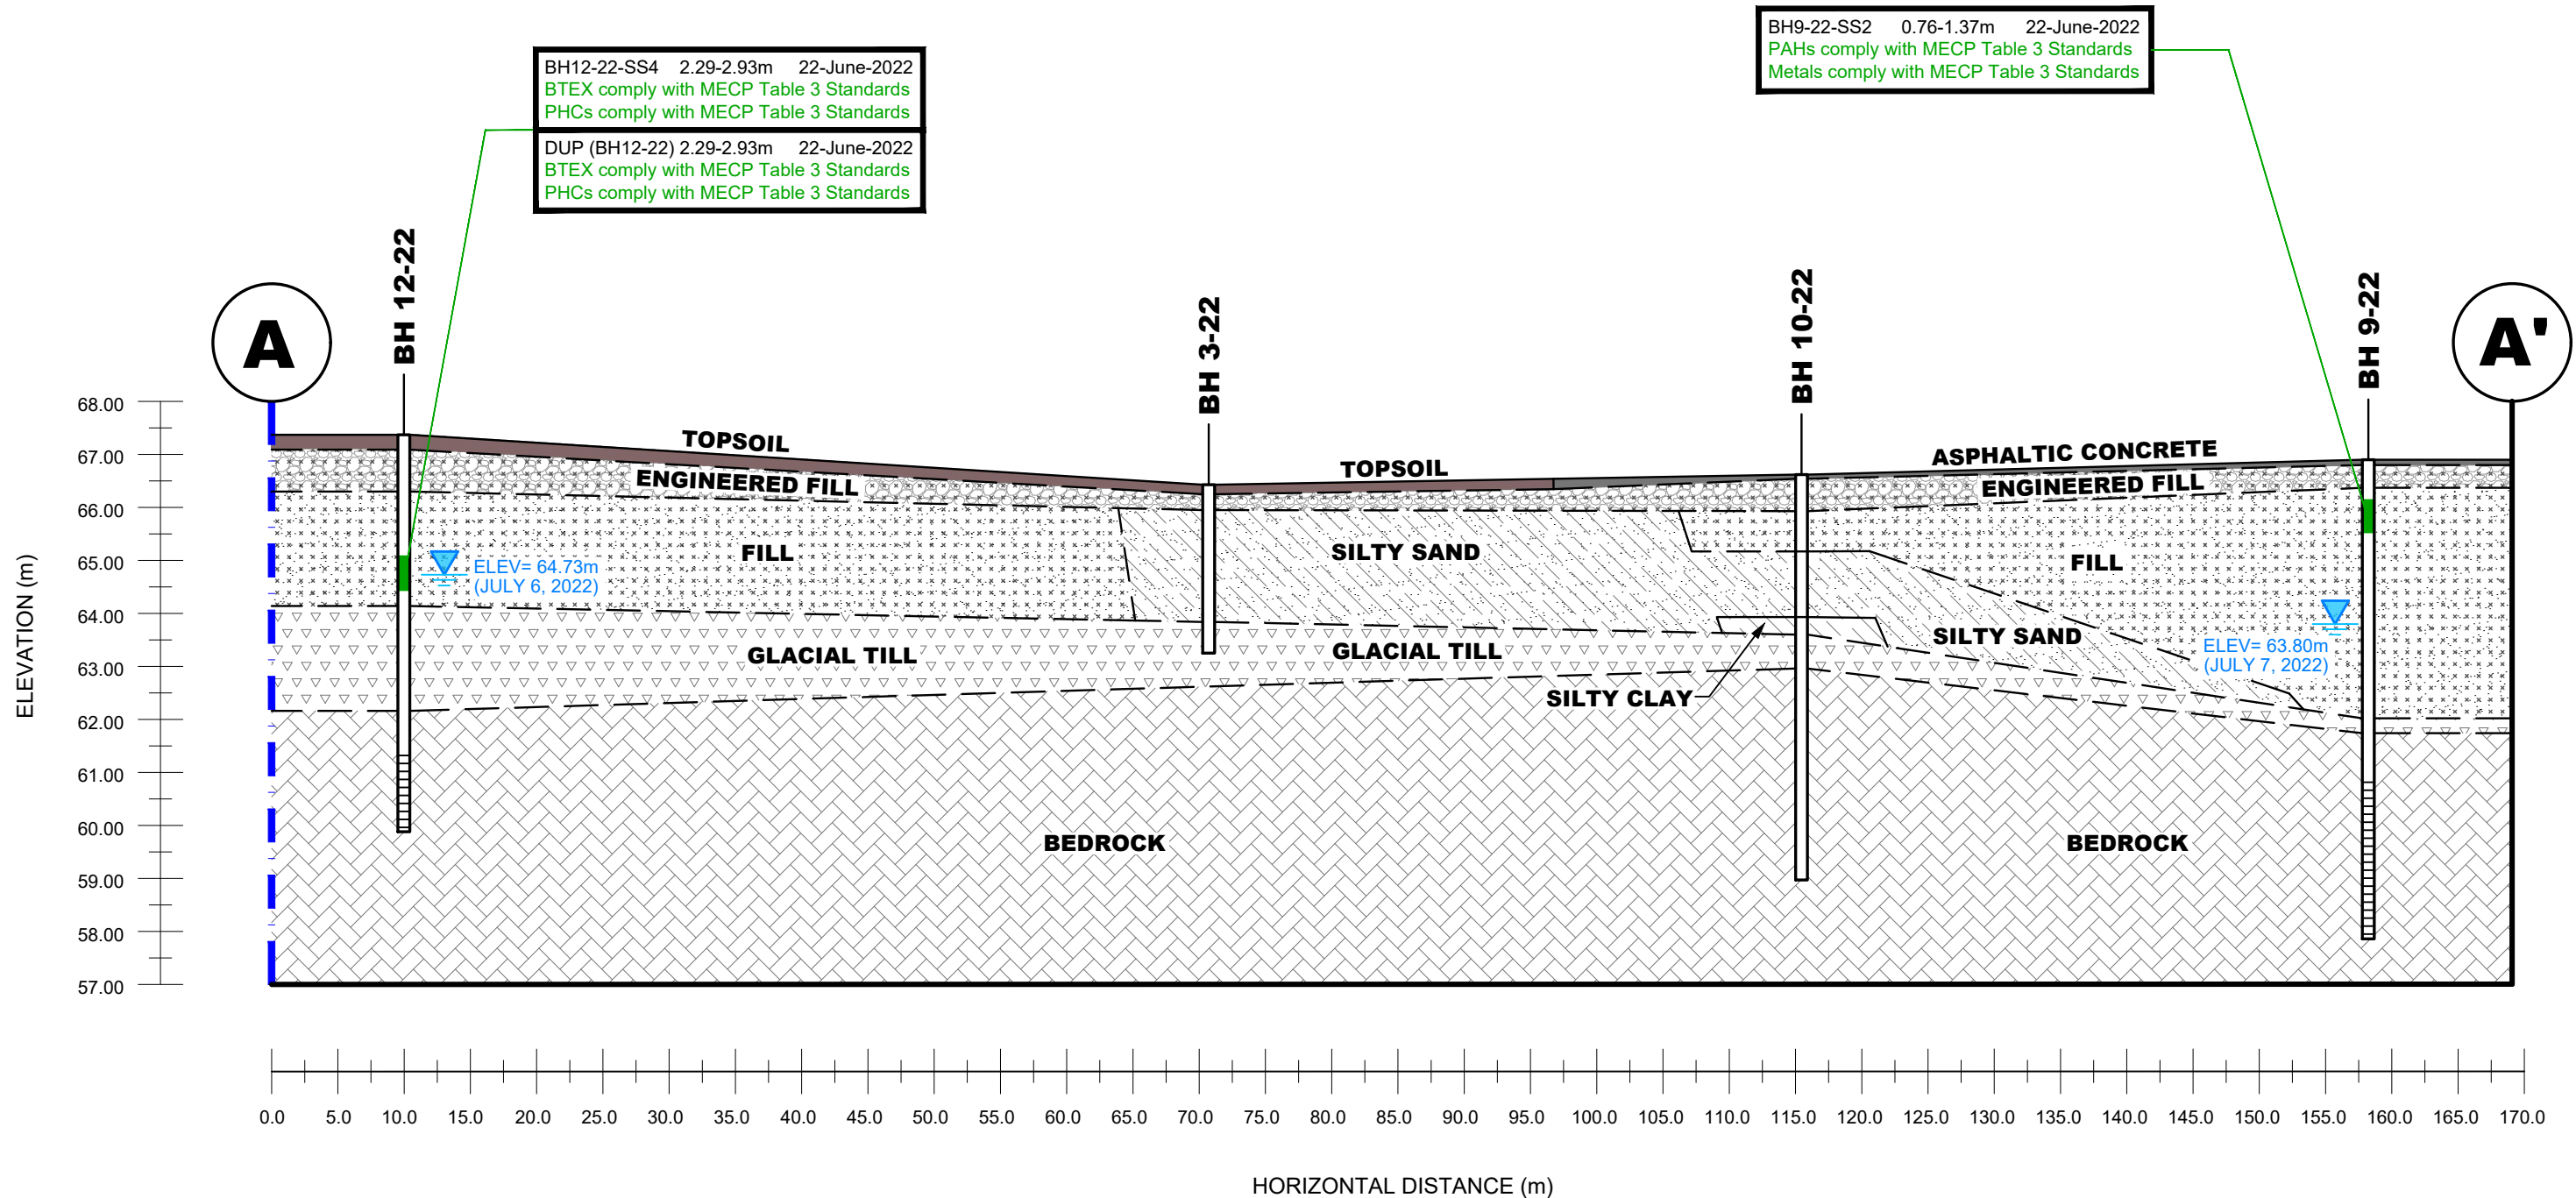 BH9-22-SS2 0.76-1.37m 22-June-2022
PAHs comply with MECP Table 3 Standards
Metals comply with MECP Table 3 Standards
BH12-22-SS4 2.29-2.93m 22-June-2022
BTEX comply with MECP Table 3 Standards
PHCs comply with MECP Table 3 Standards
DUP (BH12-22) 2.29-2.93m 22-June-2022
BTEX comply with MECP Table 3 Standards
PHCs comply with MECP Table 3 Standards
A
BH 12-22
BH 3-22
BH 10-22
BH 9-22
A'
ELEVATION (m)
68.00
67.00
66.00
65.00
64.00
63.00
62.00
61.00
60.00
59.00
58.00
57.00
TOPSOIL
TOPSOIL
ASPHALTIC CONCRETE
ENGINEERED FILL
ENGINEERED FILL
FILL
SILTY SAND
FILL
ELEV= 64.73m
(JULY 6, 2022)
SILTY SAND
ELEV= 63.80m
(JULY 7, 2022)
GLACIAL TILL
GLACIAL TILL
SILTY CLAY
BEDROCK
BEDROCK
0.0 5.0 10.0 15.0 20.0 25.0 30.0 35.0 40.0 45.0 50.0 55.0 60.0 65.0 70.0 75.0 80.0 85.0 90.0 95.0 100.0 105.0 110.0 115.0 120.0 125.0 130.0 135.0 140.0 145.0 150.0 155.0 160.0 165.0 170.0
HORIZONTAL DISTANCE (m)